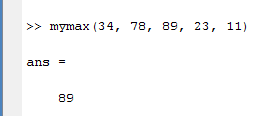 >> mymax(34, 78, 89, 23, 11)
ans =
89